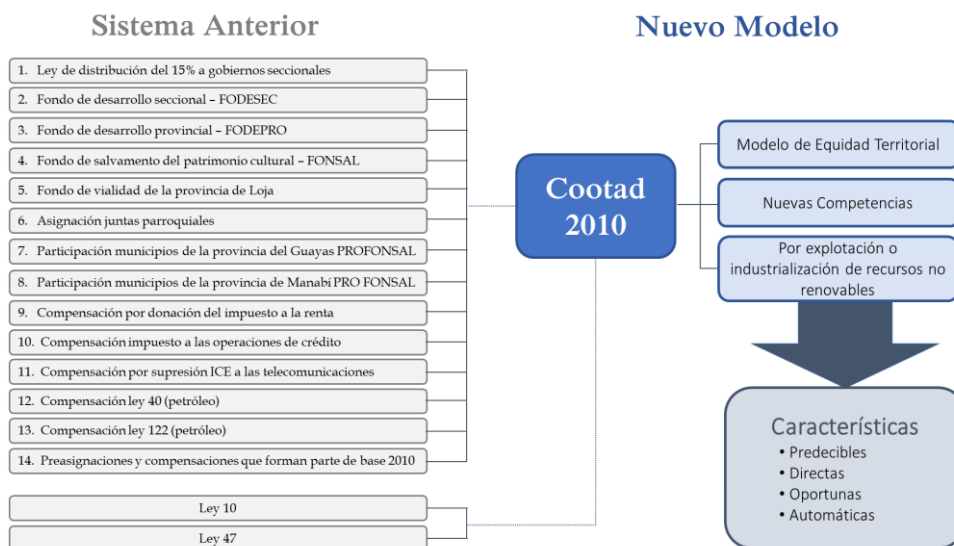 Sistema Anterior
1. Ley de distribución del 15% a gobiernos seccionales
2. Fondo de desarrollo seccional – FODESEC
3. Fondo de desarrollo provincial – FODEPRO
4. Fondo de salvamento del patrimonio cultural – FONSAL
5. Fondo de vialidad de la provincia de Loja
6. Asignación juntas parroquiales
7. Participación municipios de la provincia del Guayas PROFONSAL
8. Participación municipios de la provincia de Manabí PRO FONSAL
9. Compensación por donación del impuesto a la renta
10. Compensación impuesto a las operaciones de crédito
11. Compensación por supresión ICE a las telecomunicaciones
12. Compensación ley 40 (petróleo)
13. Compensación ley 122 (petróleo)
14. Preasignaciones y compensaciones que forman parte de base 2010
Ley 10
Ley 47
Cootad
2010
Nuevo Modelo
Modelo de Equidad Territorial
Nuevas Competencias
Por explotación o
industrialización de recursos no
renovables
Características
• Predecibles
• Directas
• Oportunas
• Automáticas